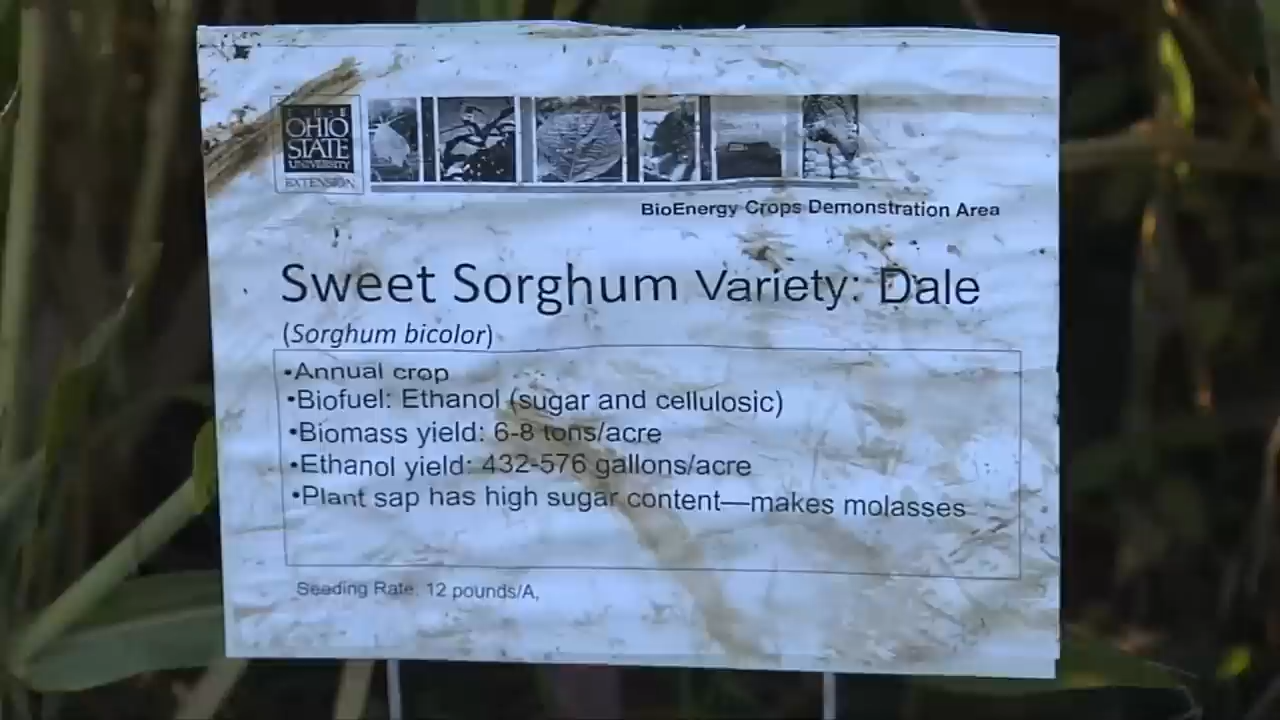 THE
OHIO
STATE
UNIVERSITY
EXTENSION
BioEnergy Crops Demonstration Area
Sweet Sorghum Variety: Dale
(Sorghum bicolor)
•Annual crop
•Biofuel: Ethanol (sugar and cellulosic)
•Biomass yield: 6-8 tons/acre
•Ethanol yield: 432-576 gallons/acre
•Plant sap has high sugar content—makes molasses
Seeding Rate: 12 pounds/A,